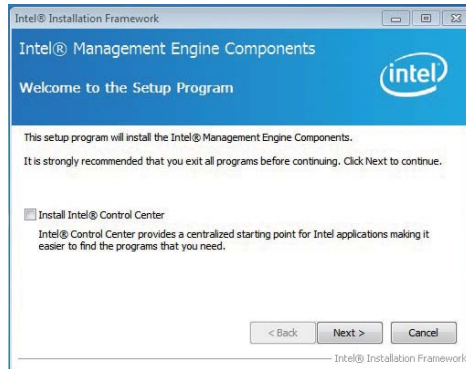 Intel® Installation Framework
Intel® Management Engine Components
Welcome to the Setup Program
intel
This setup program will install the Intel® Management Engine Components.
It is strongly recommended that you exit all programs before continuing. Click Next to continue.
Install Intel® Control Center
Intel® Control Center provides a centralized starting point for Intel applications making it
easier to find the programs that you need.
< Back Next > Cancel
Intel® Installation Framework